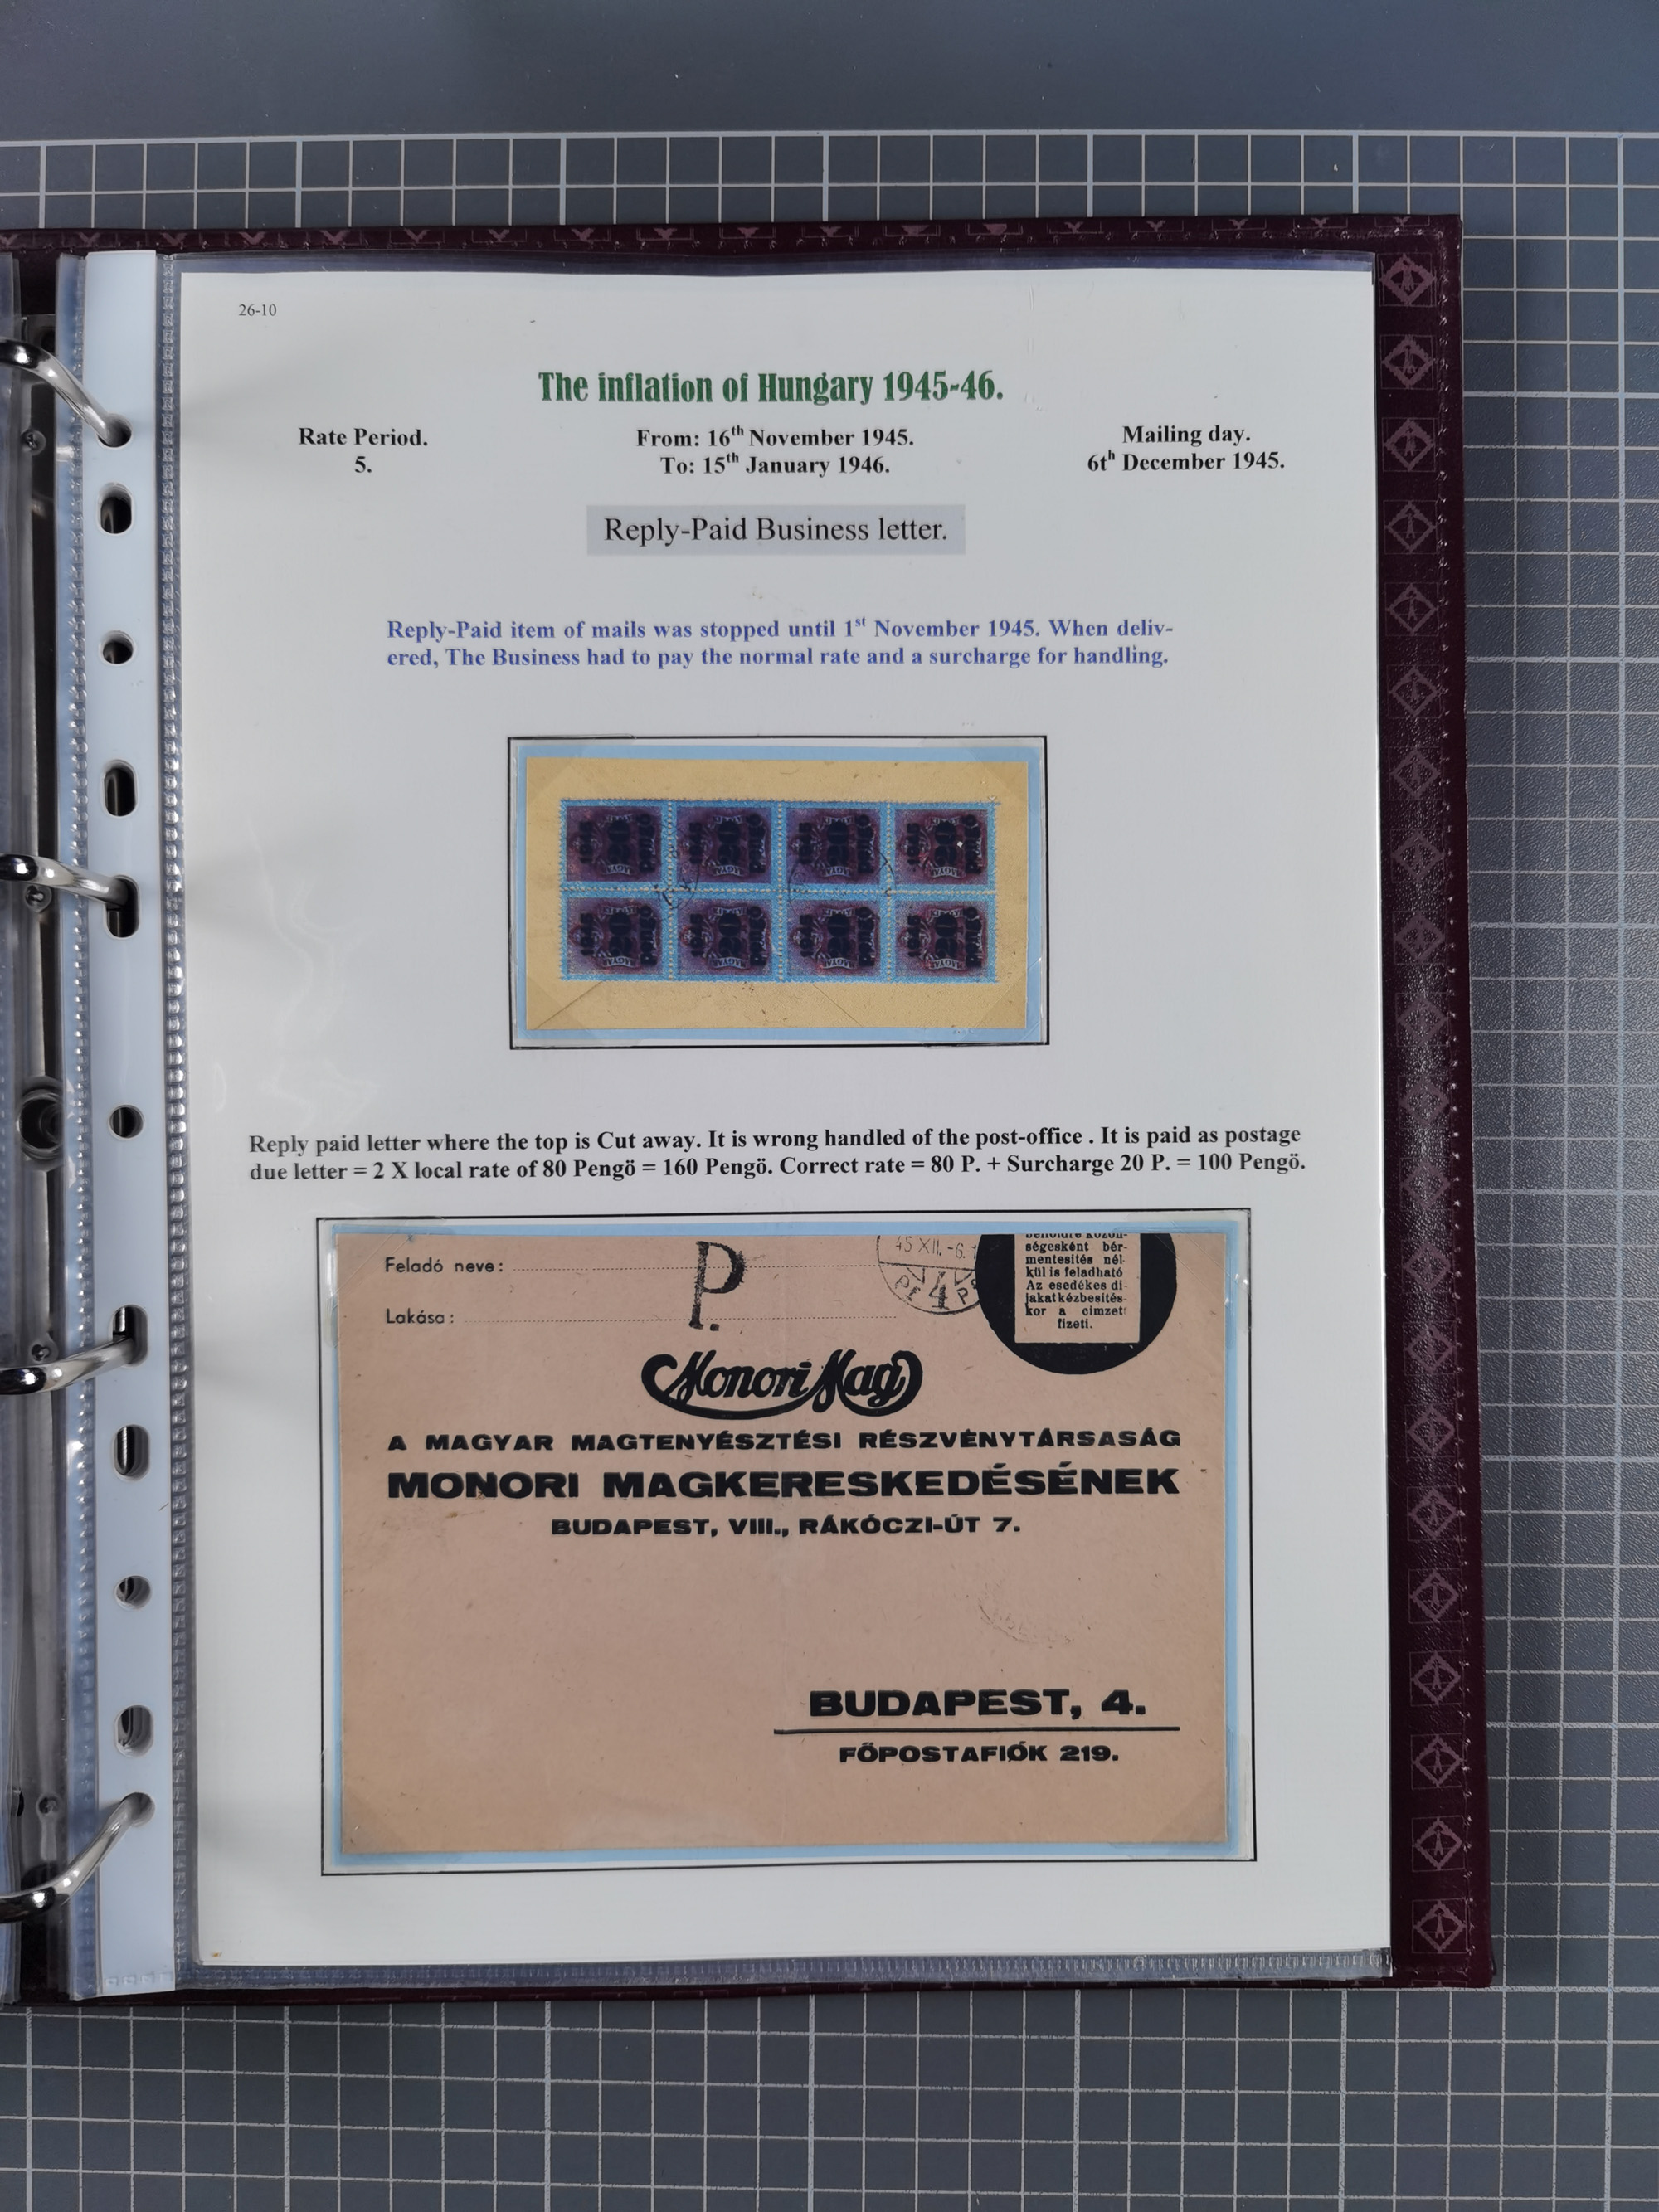 26-10
The inflation of Hungary 1945-46.
Rate Period.
5.
From: 16th November 1945.
To: 15th January 1946.
Mailing day.
6th December 1945.
Reply-Paid Business letter.
Reply-Paid item of mails was stopped until 1st November 1945. When deliv-
ered, The Business had to pay the normal rate and a surcharge for handling.
Reply paid letter where the top is Cut away. It is wrong handled of the post-office . It is paid as postage
due letter = 2 X local rate of 80 Pengö = 160 Pengö. Correct rate = 80 P. + Surcharge 20 P. = 100 Pengö.
Feladó neve:
Lakása:
P.
45 XII.-6.
4
ségesként bér-
mentesítés nél-
kül is feladható
Az esedékes di-
jakat kézbesítés-
kor a címzett
fizeti.
Monori Mag
A MAGYAR MAGTENYÉSZTÉSI RÉSZVÉNYTÁRSASÁG
MONORI MAGKERESKEDÉSÉNEK
BUDAPEST, VIII., RÁKÓCZI-ÚT 7.
BUDAPEST, 4.
FŐPOSTAFIÓK 219.